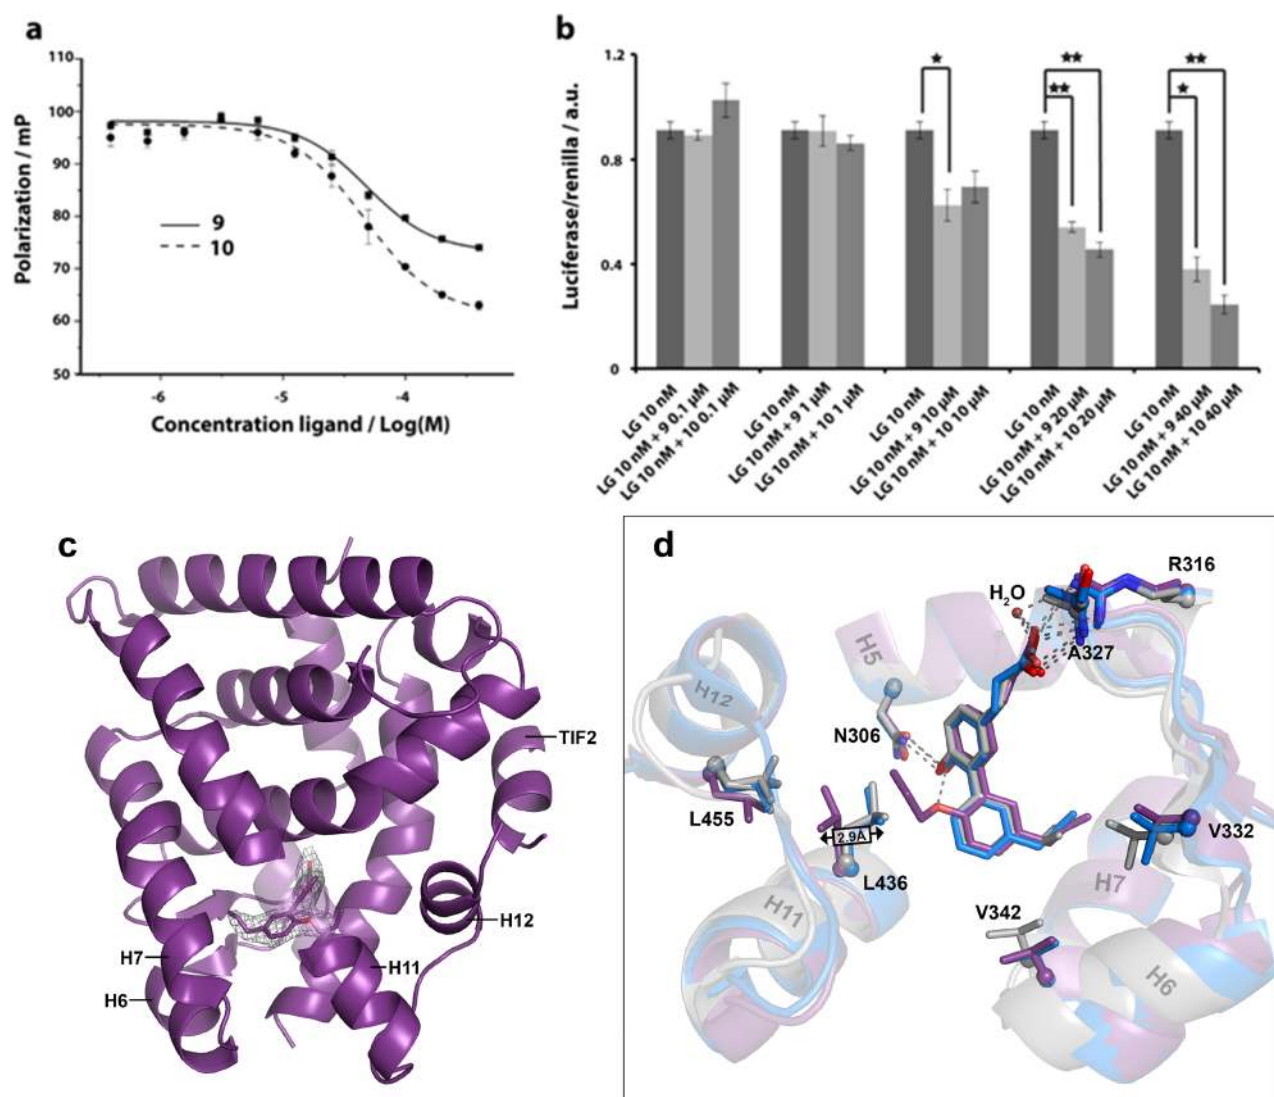 a
110
100
90
80
70
60
50
Polarization / mP
9
10
-6
-5
-4
Concentration ligand / Log(M)
b
1.2
0.8
0.4
0
Luciferase/renilla / a.u.
★
★★
★★
★★
★
LG 10 nM
LG 10 nM + 9 0.1 μM
LG 10 nM + 10 0.1 μM
LG 10 nM
LG 10 nM + 9 1 μM
LG 10 nM + 10 1 μM
LG 10 nM
LG 10 nM + 9 10 μM
LG 10 nM + 10 10 μM
LG 10 nM
LG 10 nM + 9 20 μM
LG 10 nM + 10 20 μM
LG 10 nM
LG 10 nM + 9 40 μM
LG 10 nM + 10 40 μM
c
TIF2
H12
H7
H11
H6
d
R316
H₂O
A327
H5
H12
N306
L455
2.9Å
L436
V332
H7
V342
H11
H6